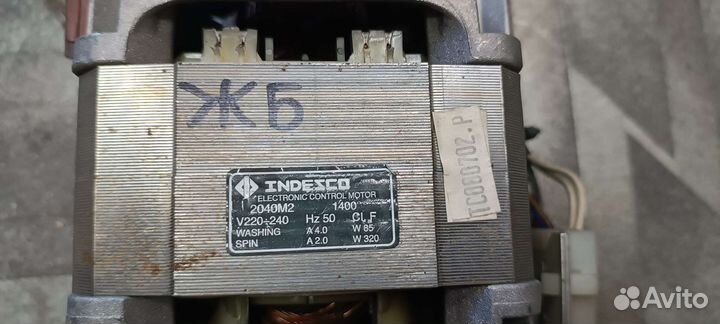 ЖБ
INDESCO
ELECTRONIC CONTROL MOTOR
2040M2 1400
V220÷240 Hz 50 Cl.F
WASHING A 4.0 W 85
SPIN A 2.0 W 320
TC080702.P
Avito